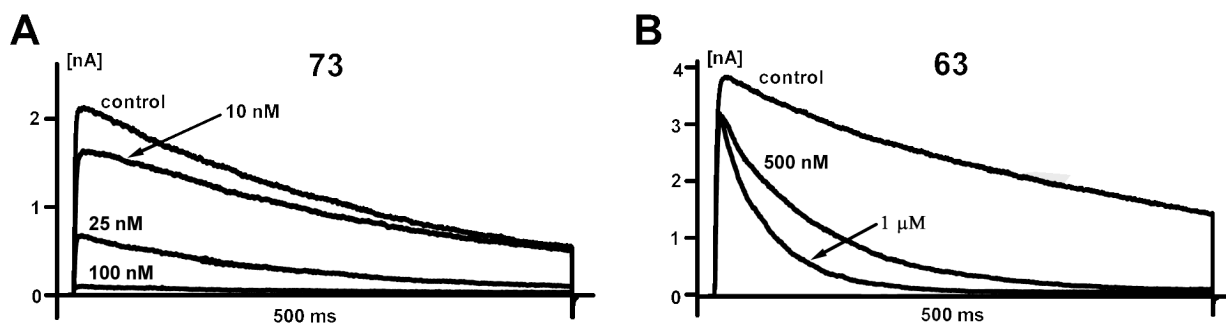 A
[nA]
73
control
10 nM
2
1
25 nM
100 nM
0
500 ms
B
[nA]
63
4
control
3
500 nM
2
1 μM
1
0
500 ms